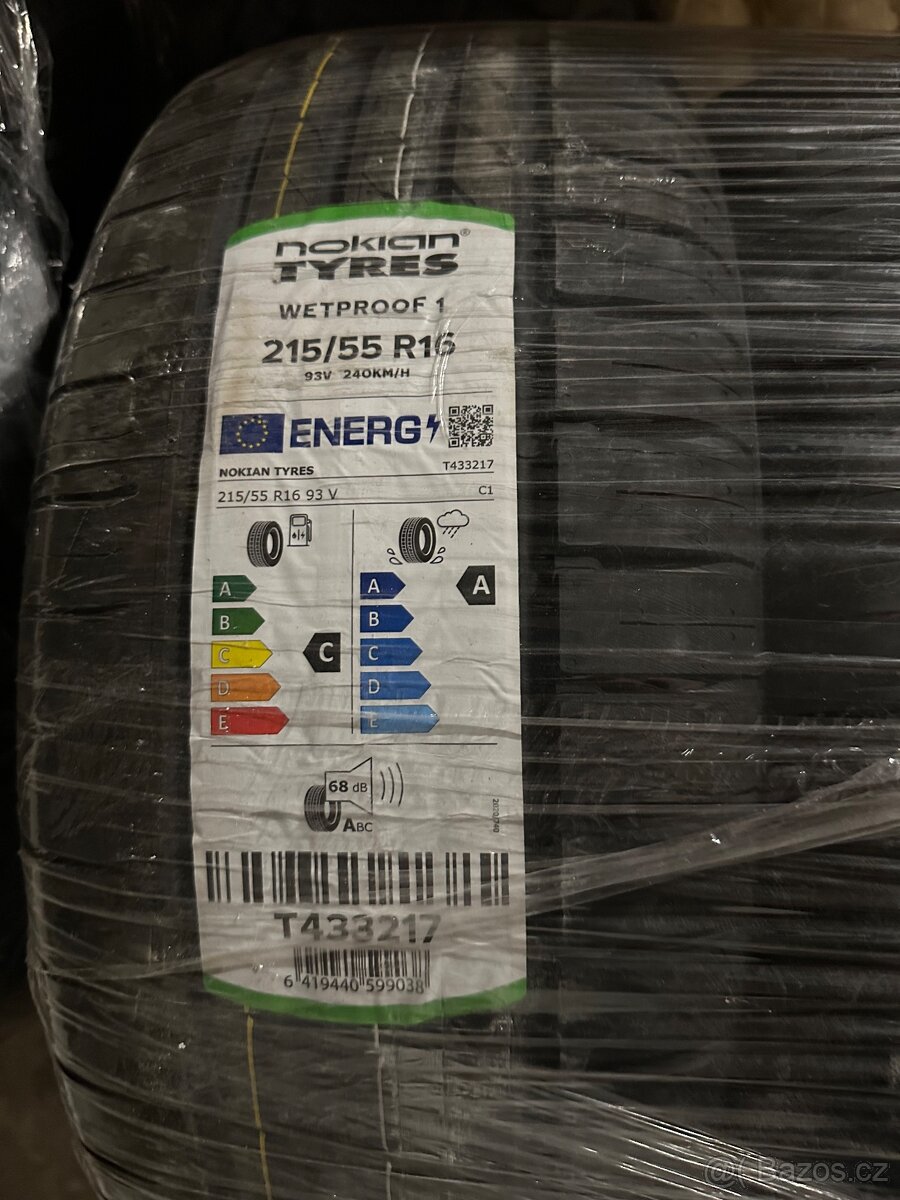 nokian®
TYRES
WETPROOF 1
215/55 R16
93V 240KM/H
ENERG
NOKIAN TYRES
T433217
215/55 R16 93 V
C1
A
B
C
D
E
C
A
B
C
D
E
A
68 dB
ABC
2020/740
T433217
6 419440 599038
Bazos.cz